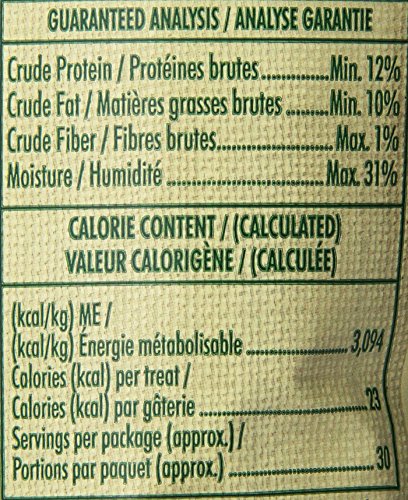 GUARANTEED ANALYSIS / ANALYSE GARANTIE
Crude Protein / Protéines brutes....................Min. 12%
Crude Fat / Matières grasses brutes........Min. 10%
Crude Fiber / Fibres brutes..........................Max. 1%
Moisture / Humidité ...................................Max. 31%
CALORIE CONTENT / (CALCULATED)
VALEUR CALORIGÈNE / (CALCULÉE)
(kcal/kg) ME /
(kcal/kg) Énergie métabolisable ......................3,094
Calories (kcal) per treat /
Calories (kcal) par gâterie ...................................23
Servings per package (approx.) /
Portions par paquet (approx.) ...............................30